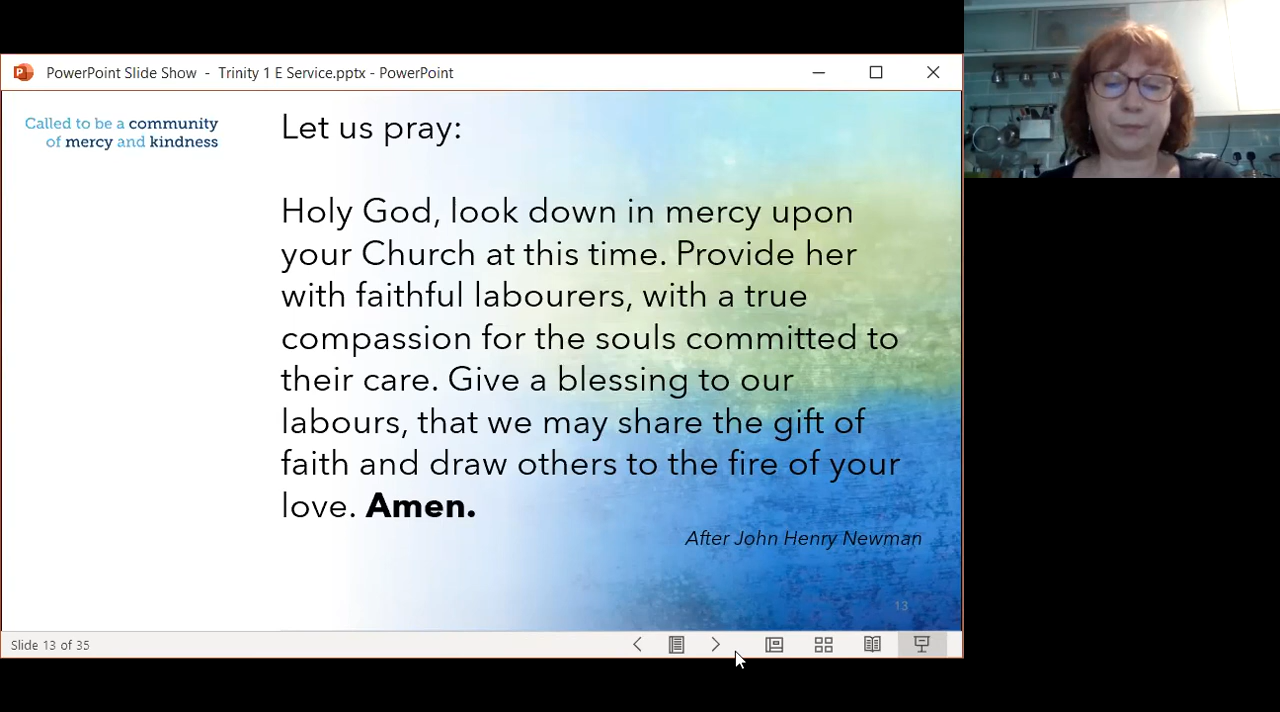 PowerPoint Slide Show - Trinity 1 E Service.pptx - PowerPoint
Called to be a community
of mercy and kindness
Let us pray:
Holy God, look down in mercy upon
your Church at this time. Provide her
with faithful labourers, with a true
compassion for the souls committed to
their care. Give a blessing to our
labours, that we may share the gift of
faith and draw others to the fire of your
love. Amen.
After John Henry Newman
13
Slide 13 of 35